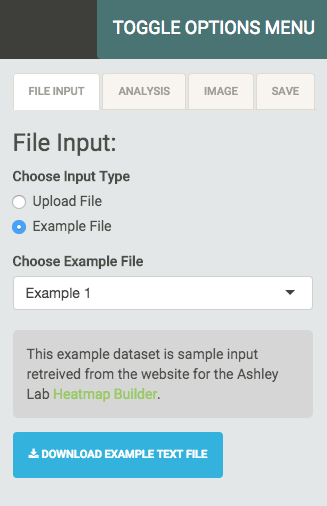 TOGGLE OPTIONS MENU
FILE INPUT
ANALYSIS
IMAGE
SAVE
File Input:
Choose Input Type
Upload File
Example File
Choose Example File
Example 1
This example dataset is sample input
retreived from the website for the Ashley
Lab Heatmap Builder.
DOWNLOAD EXAMPLE TEXT FILE